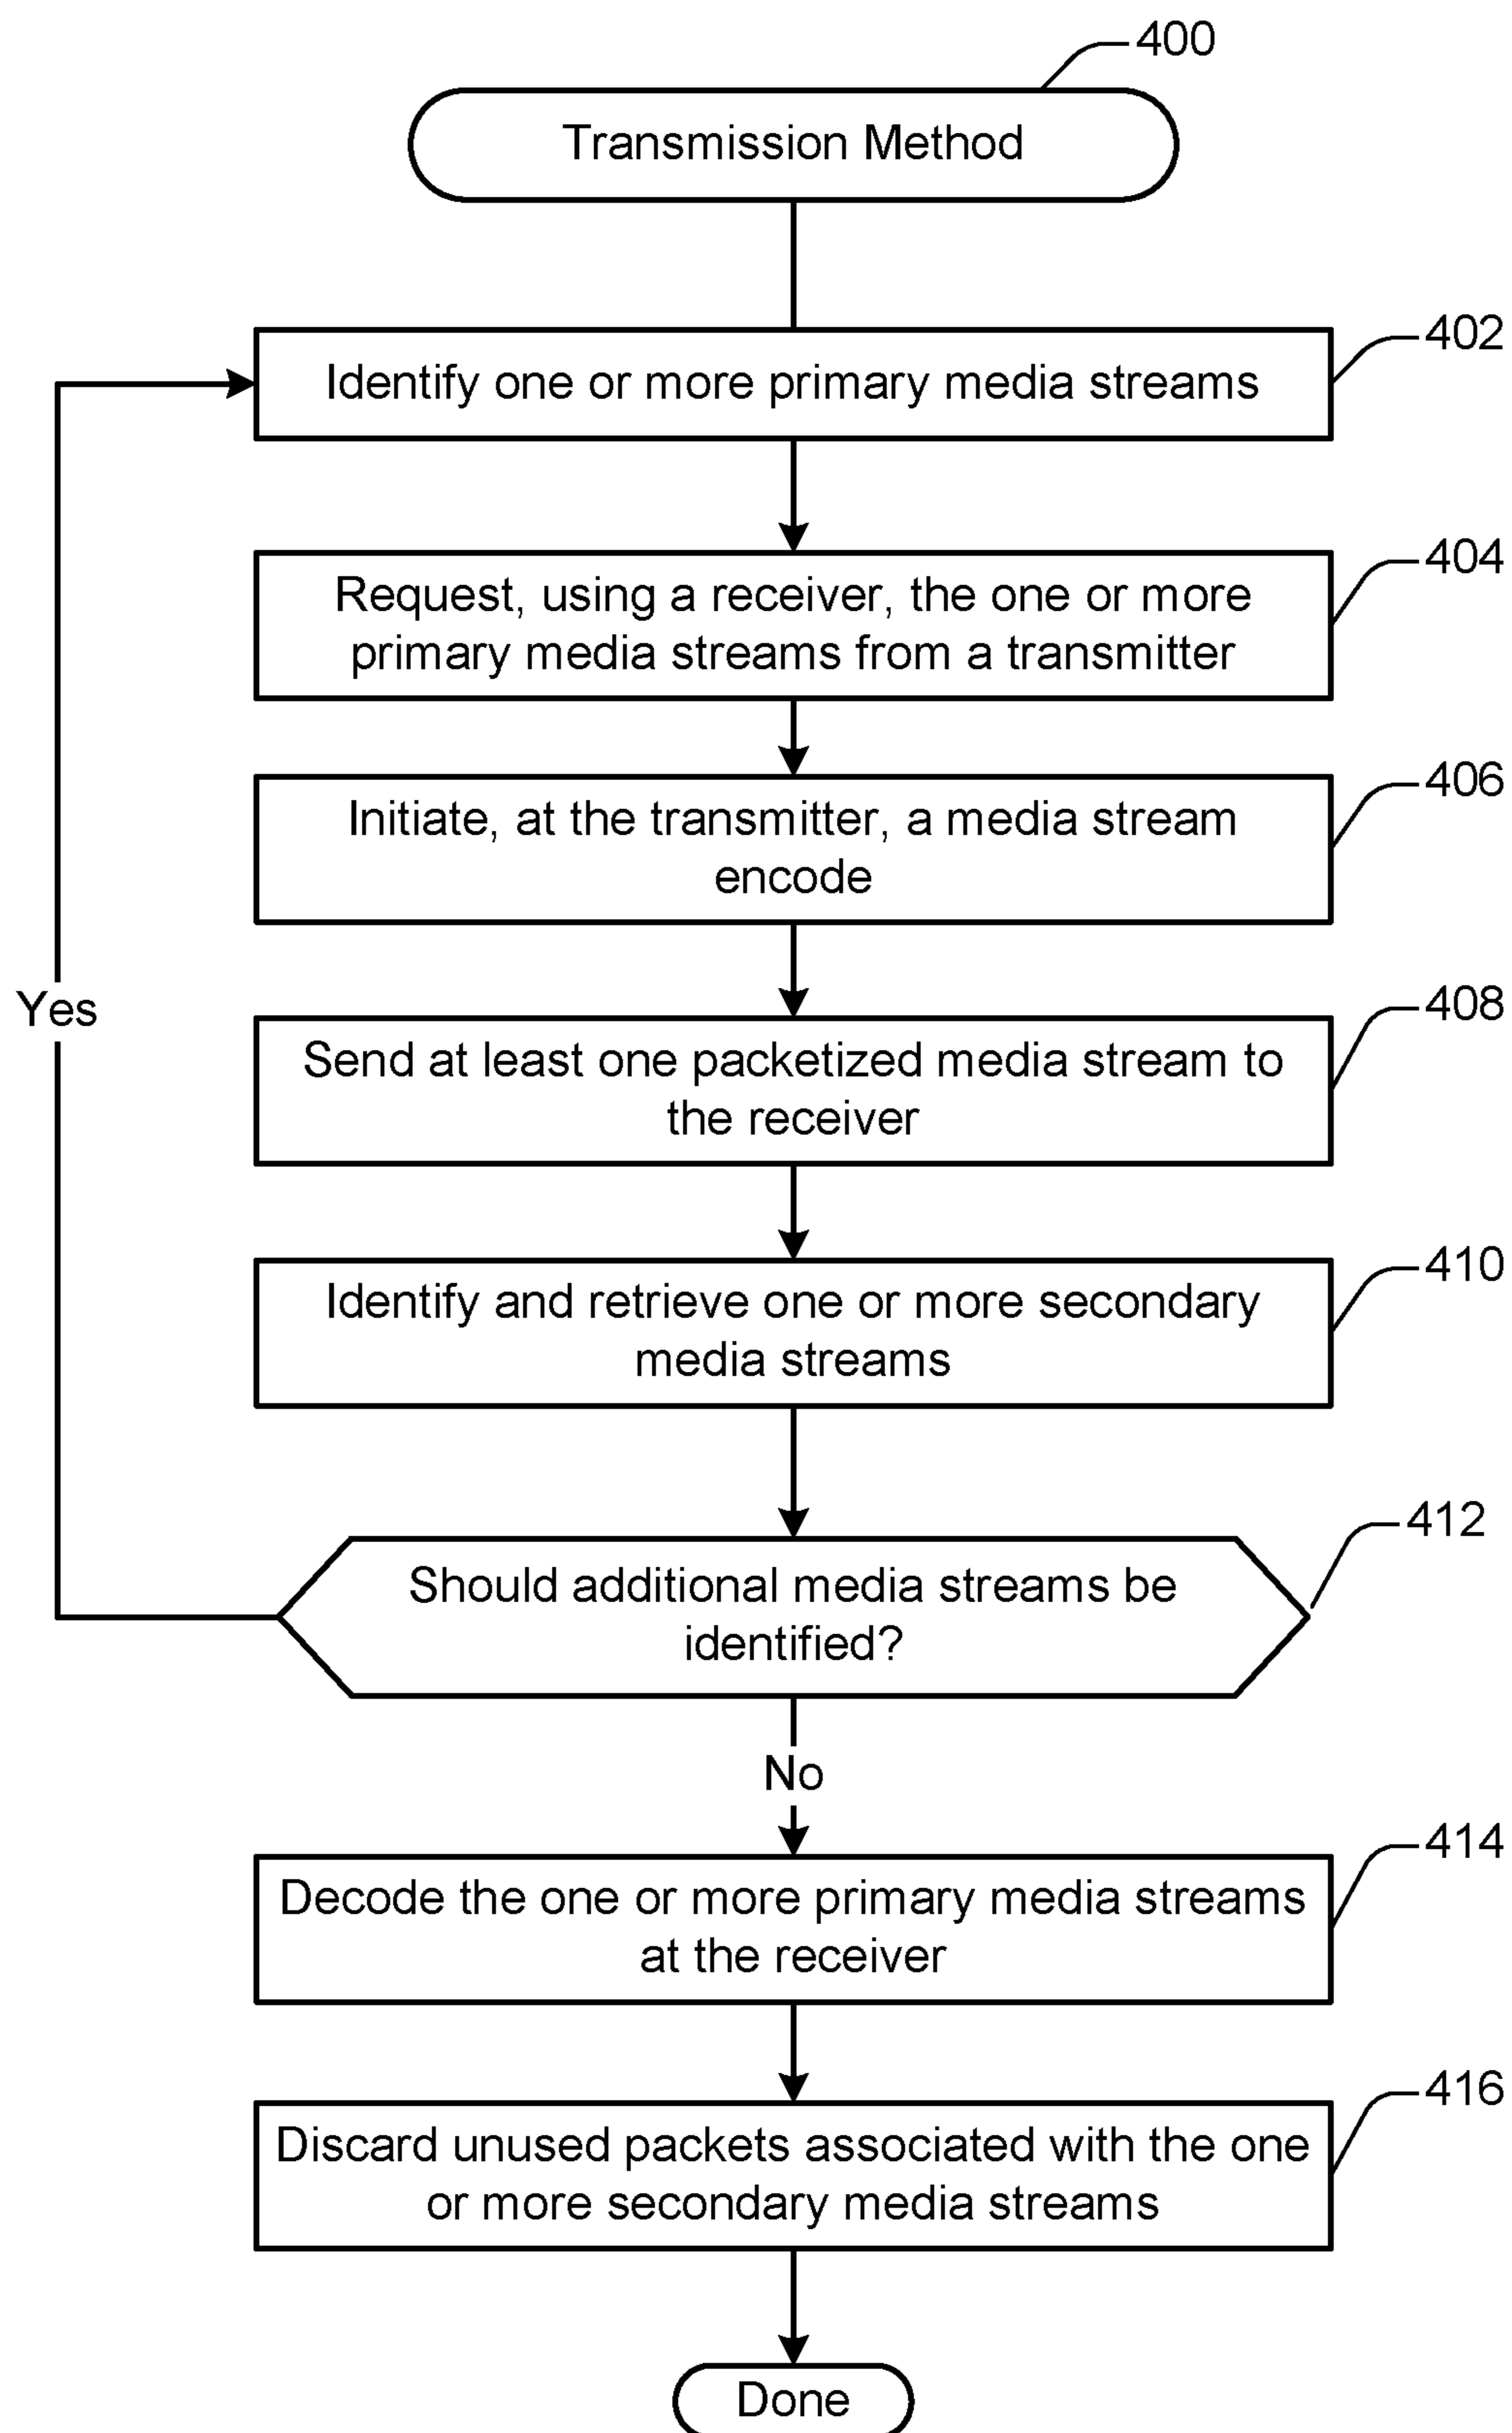 400
Transmission Method
402
Identify one or more primary media streams
404
Request, using a receiver, the one or more
primary media streams from a transmitter
406
Initiate, at the transmitter, a media stream
encode
Yes
408
Send at least one packetized media stream to
the receiver
410
Identify and retrieve one or more secondary
media streams
412
Should additional media streams be
identified?
No
414
Decode the one or more primary media streams
at the receiver
416
Discard unused packets associated with the one
or more secondary media streams
Done